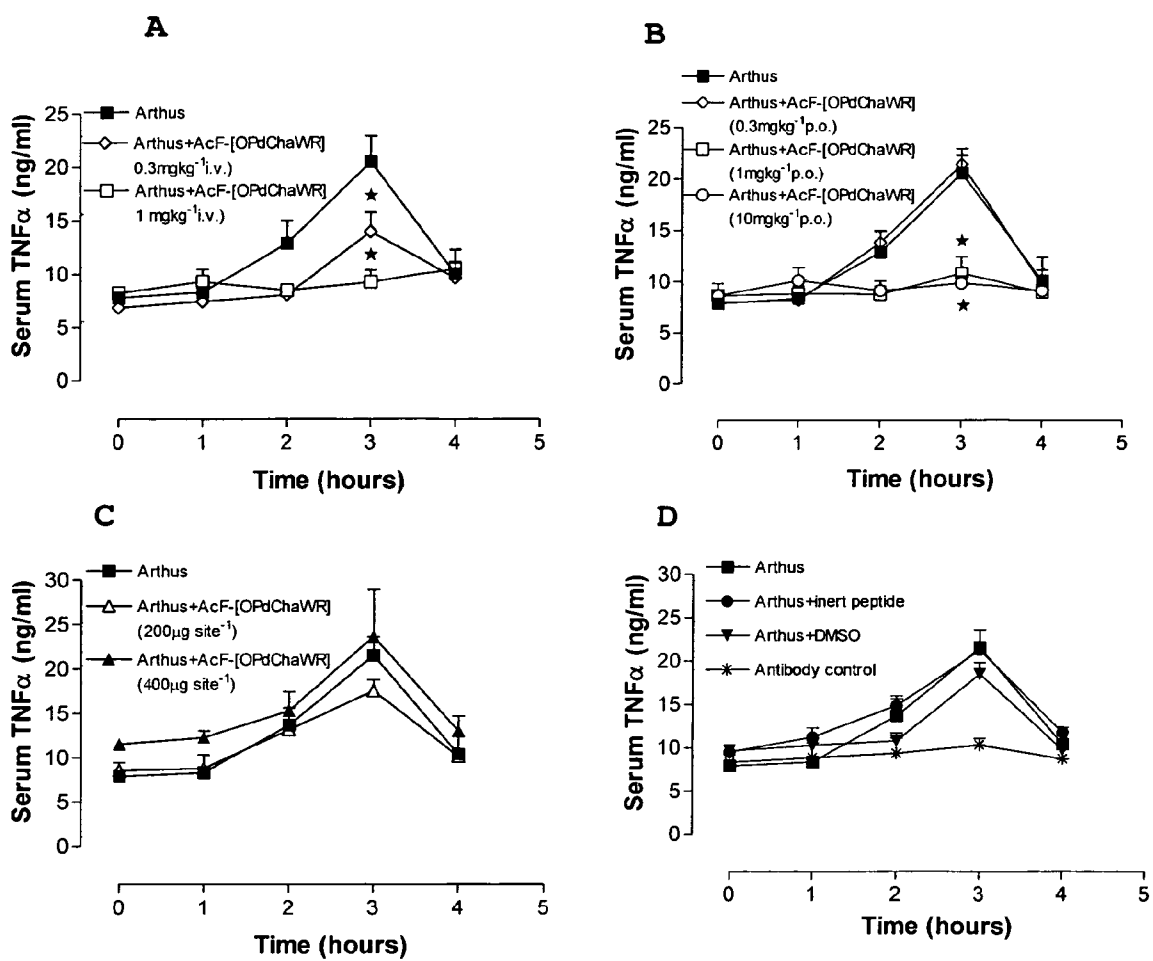 A
Arthus
Arthus+AcF-[OPdChaWR]
0.3mgkg⁻¹i.v.)
Arthus+AcF-[OPdChaWR]
1 mgkg⁻¹i.v.)
Serum TNFα (ng/ml)
25
20
15
10
5
0
★
★
0 1 2 3 4 5
Time (hours)
B
Arthus
Arthus+AcF-[OPdChaWR]
(0.3mgkg⁻¹p.o.)
Arthus+AcF-[OPdChaWR]
(1mgkg⁻¹p.o.)
Arthus+AcF-[OPdChaWR]
(10mgkg⁻¹p.o.)
Serum TNFα (ng/ml)
25
20
15
10
5
0
★
★
0 1 2 3 4 5
Time (hours)
C
Arthus
Arthus+AcF-[OPdChaWR]
(200µg site⁻¹)
Arthus+AcF-[OPdChaWR]
(400µg site⁻¹)
Serum TNFα (ng/ml)
30
25
20
15
10
5
0
0 1 2 3 4 5
Time (hours)
D
Arthus
Arthus+inert peptide
Arthus+DMSO
Antibody control
Serum TNFα (ng/ml)
30
25
20
15
10
5
0
0 1 2 3 4 5
Time (hours)